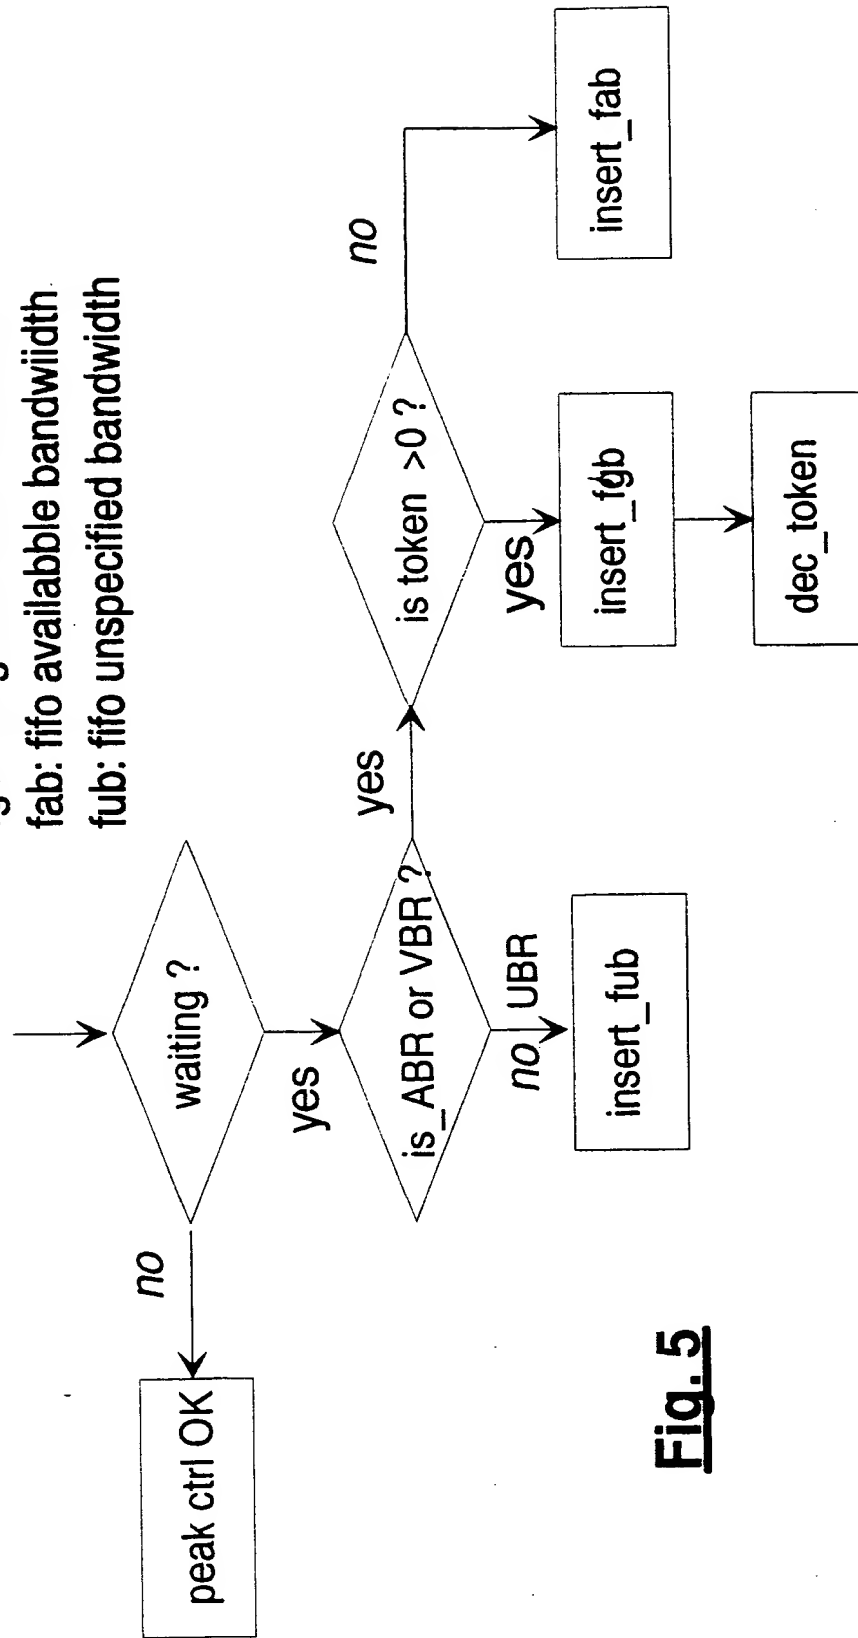 fab: fifo availabble bandwiidth
fub: fifo unspecified bandwidth
waiting ?
no
peak ctrl OK
yes
is_ABR or VBR ?
yes
no UBR
insert_fub
is token >0 ?
no
insert_fab
yes
insert_fgb
dec_token
Fig. 5